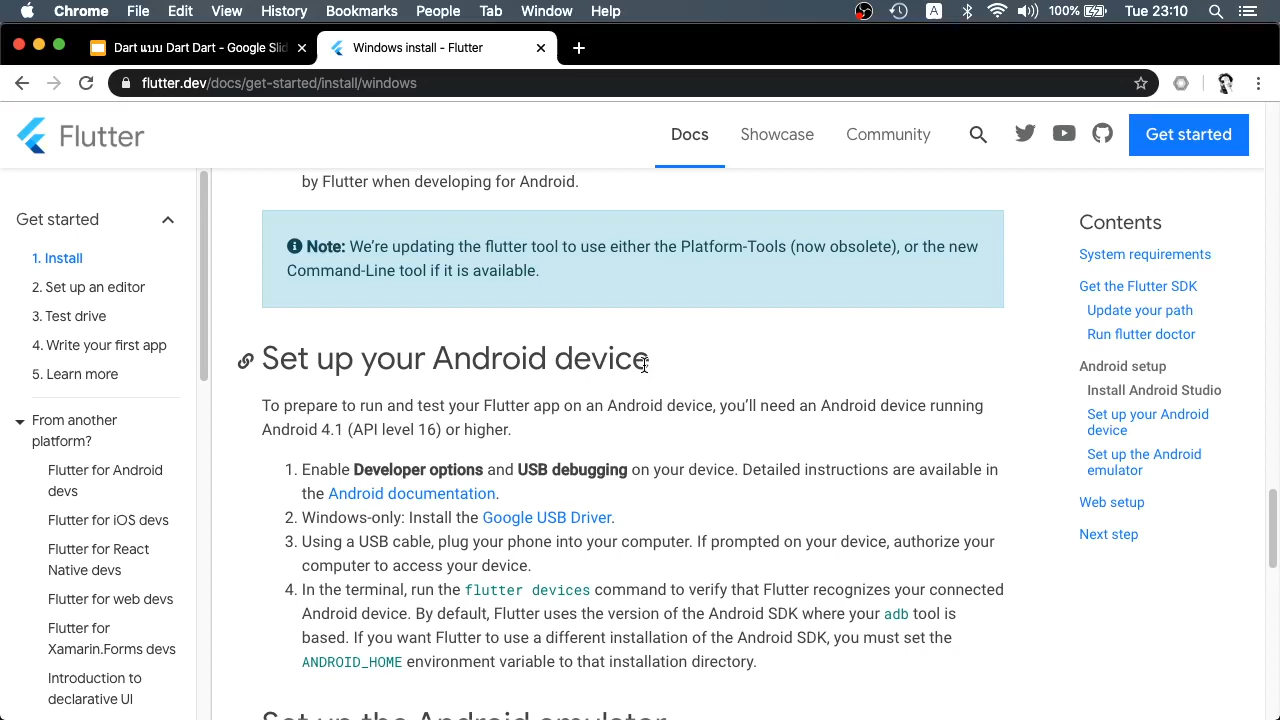 Chrome File Edit View History Bookmarks People Tab Window Help A 100% Tue 23:10
Dart แบบ Dart Dart - Google Slid
Windows install - Flutter
flutter.dev/docs/get-started/install/windows
Flutter
Docs Showcase Community Get started
by Flutter when developing for Android.
Get started
1. Install
2. Set up an editor
3. Test drive
4. Write your first app
5. Learn more
From another
platform?
Flutter for Android
devs
Flutter for iOS devs
Flutter for React
Native devs
Flutter for web devs
Flutter for
Xamarin.Forms devs
Introduction to
declarative UI
Note: We’re updating the flutter tool to use either the Platform-Tools (now obsolete), or the new
Command-Line tool if it is available.
Set up your Android device
To prepare to run and test your Flutter app on an Android device, you’ll need an Android device running
Android 4.1 (API level 16) or higher.
1. Enable Developer options and USB debugging on your device. Detailed instructions are available in
the Android documentation.
2. Windows-only: Install the Google USB Driver.
3. Using a USB cable, plug your phone into your computer. If prompted on your device, authorize your
computer to access your device.
4. In the terminal, run the flutter devices command to verify that Flutter recognizes your connected
Android device. By default, Flutter uses the version of the Android SDK where your adb tool is
based. If you want Flutter to use a different installation of the Android SDK, you must set the
ANDROID_HOME environment variable to that installation directory.
Set up the Android emulator
Contents
System requirements
Get the Flutter SDK
Update your path
Run flutter doctor
Android setup
Install Android Studio
Set up your Android
device
Set up the Android
emulator
Web setup
Next step